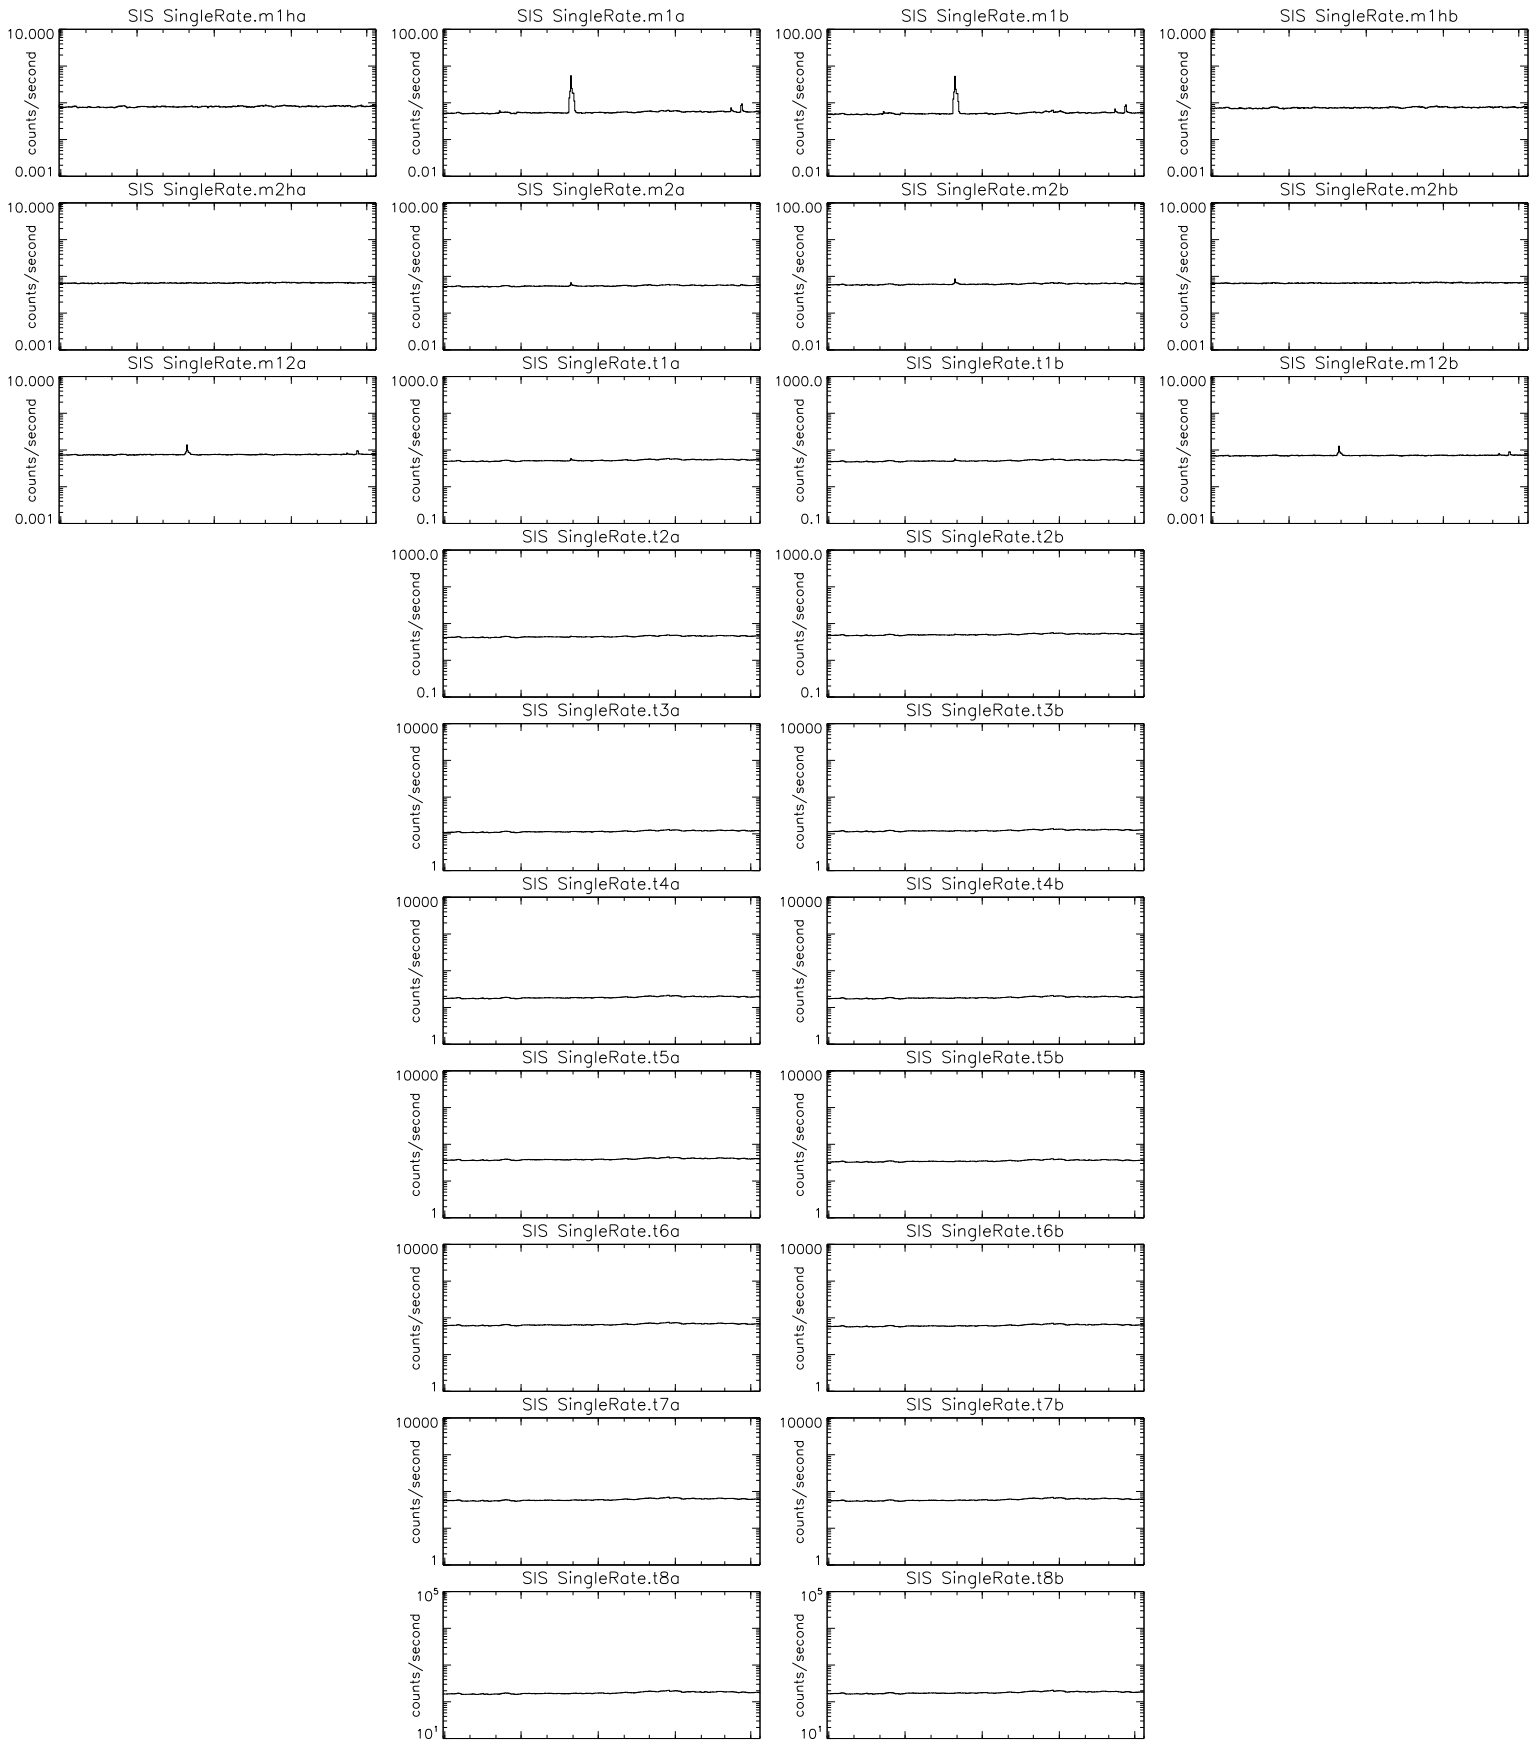 SIS SingleRate.m1ha SIS SingleRate.m1a SIS SingleRate.m1b SIS SingleRate.m1hb
10.000 100.00 100.00 10.000
counts/second counts/second counts/second counts/second
0.001 0.01 0.01 0.001
SIS SingleRate.m2ha SIS SingleRate.m2a SIS SingleRate.m2b SIS SingleRate.m2hb
10.000 100.00 100.00 10.000
counts/second counts/second counts/second counts/second
0.001 0.01 0.01 0.001
SIS SingleRate.m12a SIS SingleRate.t1a SIS SingleRate.t1b SIS SingleRate.m12b
10.000 1000.0 1000.0 10.000
counts/second counts/second counts/second counts/second
0.001 0.1 0.1 0.001
SIS SingleRate.t2a SIS SingleRate.t2b
1000.0 1000.0
counts/second counts/second
0.1 0.1
SIS SingleRate.t3a SIS SingleRate.t3b
10000 10000
counts/second counts/second
1 1
SIS SingleRate.t4a SIS SingleRate.t4b
10000 10000
counts/second counts/second
1 1
SIS SingleRate.t5a SIS SingleRate.t5b
10000 10000
counts/second counts/second
1 1
SIS SingleRate.t6a SIS SingleRate.t6b
10000 10000
counts/second counts/second
1 1
SIS SingleRate.t7a SIS SingleRate.t7b
10000 10000
counts/second counts/second
1 1
SIS SingleRate.t8a SIS SingleRate.t8b
10⁵ 10⁵
counts/second counts/second
10¹ 10¹